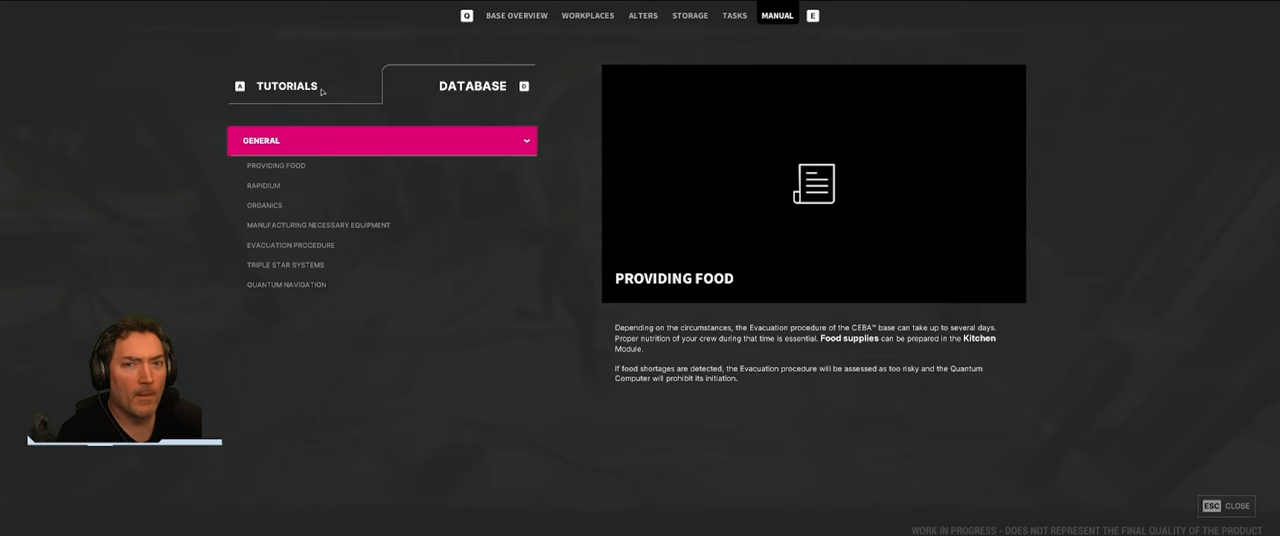 Q BASE OVERVIEW WORKPLACES ALTERS STORAGE TASKS MANUAL E
A TUTORIALS DATABASE D
GENERAL
PROVIDING FOOD
RAPIDIUM
ORGANICS
MANUFACTURING NECESSARY EQUIPMENT
EVACUATION PROCEDURE
TRIPLE STAR SYSTEMS
QUANTUM NAVIGATION
PROVIDING FOOD
Depending on the circumstances, the Evacuation procedure of the CEBA™ base can take up to several days.
Proper nutrition of your crew during that time is essential. Food supplies can be prepared in the Kitchen
Module.
If food shortages are detected, the Evacuation procedure will be assessed as too risky and the Quantum
Computer will prohibit its initiation.
ESC CLOSE
WORK IN PROGRESS - DOES NOT REPRESENT THE FINAL QUALITY OF THE PRODUCT